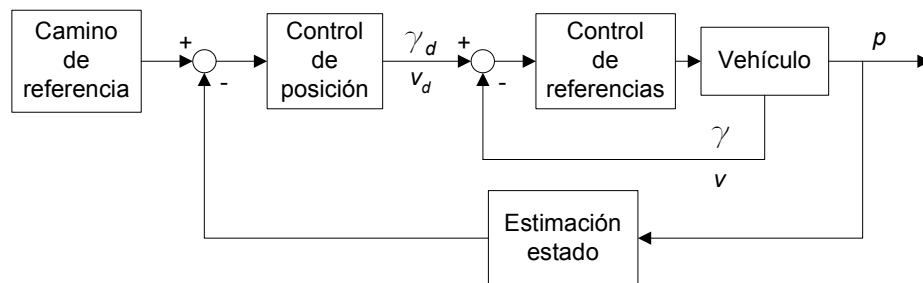 Camino
de
referencia
+
-
Control
de
posición
γd
vd
+
-
Control
de
referencias
Vehículo
p
γ
v
Estimación
estado